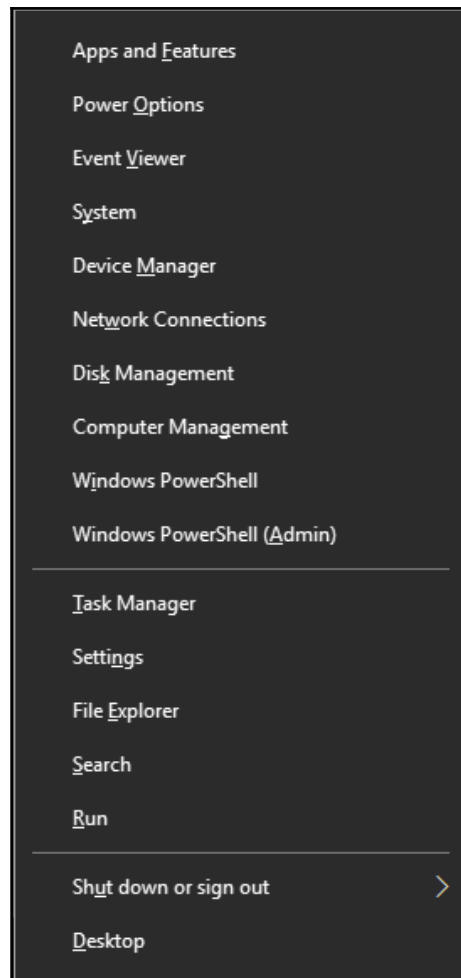 Apps and Features
Power Options
Event Viewer
System
Device Manager
Network Connections
Disk Management
Computer Management
Windows PowerShell
Windows PowerShell (Admin)
Task Manager
Settings
File Explorer
Search
Run
Shut down or sign out
Desktop